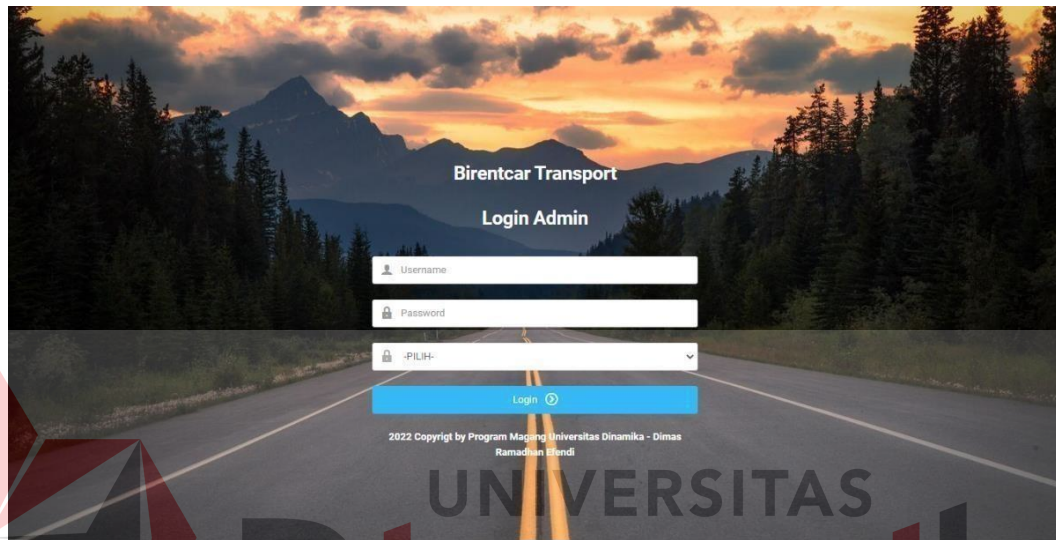 Birentcar Transport
Login Admin
Username
Password
-PILIH-
Login
2022 Copyrigt by Program Magang Universitas Dinamika - Dimas
Ramadhan Efendi
UNIVERSITAS